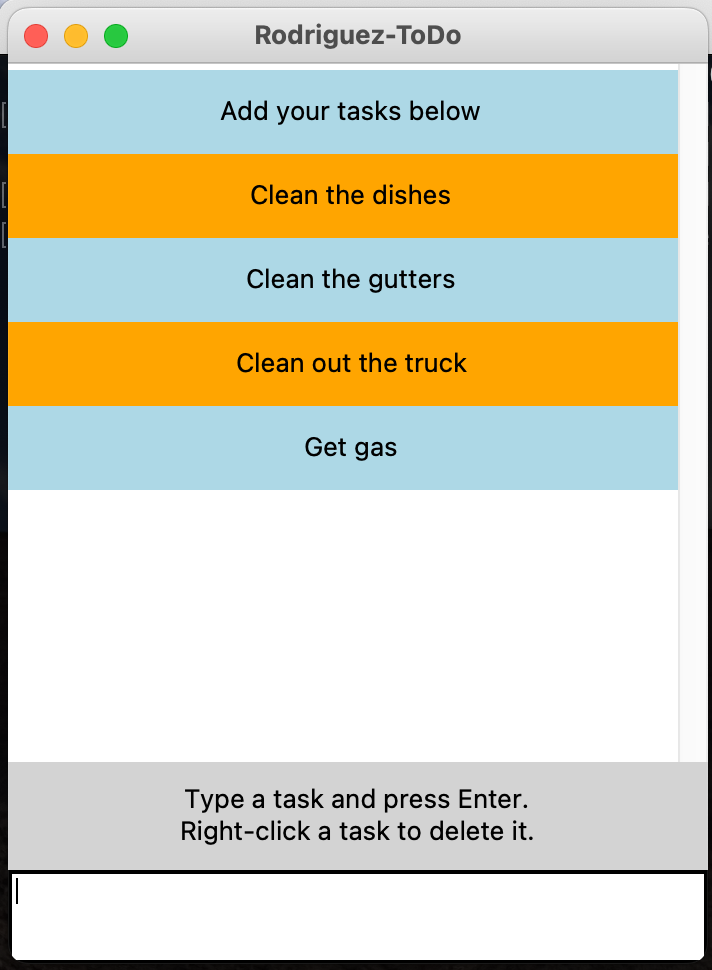 Rodriguez-ToDo
Add your tasks below
Clean the dishes
Clean the gutters
Clean out the truck
Get gas
Type a task and press Enter.
Right-click a task to delete it.